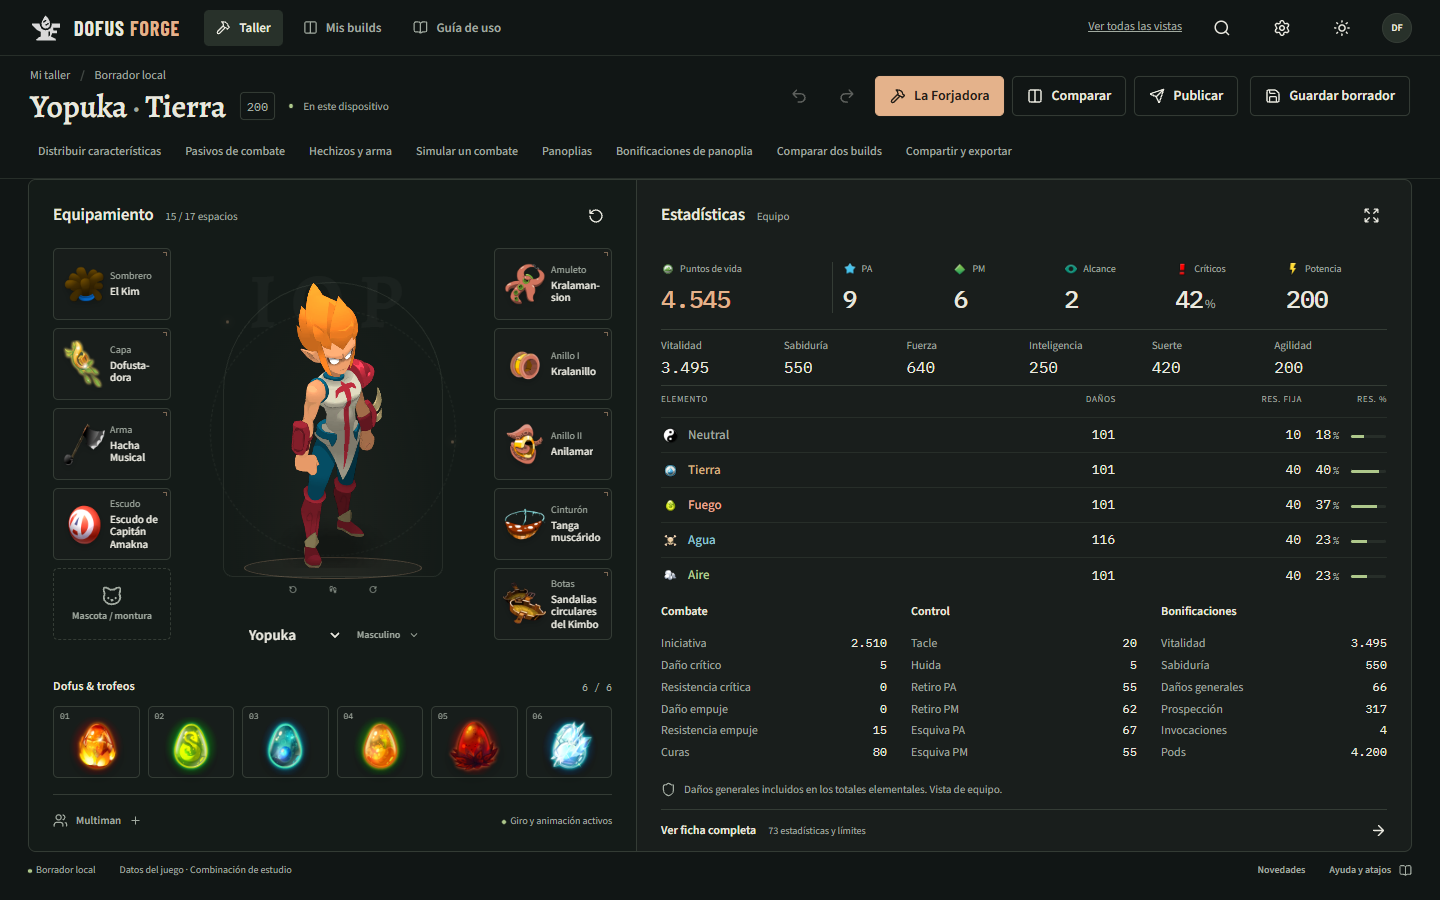 DOFUS FORGE
Taller
Mis builds
Guía de uso
Ver todas las vistas
DF
Mi taller / Borrador local
Yopuka · Tierra
200
• En este dispositivo
La Forjadora
Comparar
Publicar
Guardar borrador
Distribuir características
Pasivos de combate
Hechizos y arma
Simular un combate
Panoplias
Bonificaciones de panoplia
Comparar dos builds
Compartir y exportar
Equipamiento
15 / 17 espacios
IOP
Sombrero
El Kim
Capa
Dofusta-
dora
Arma
Hacha
Musical
Escudo
Escudo de
Capitán
Amakna
Mascota / montura
Amuleto
Kralaman-
sion
Anillo I
Kralanillo
Anillo II
Anilamar
Cinturón
Tanga
muscárido
Botas
Sandalias
circulares
del Kimbo
Yopuka
Masculino
Dofus & trofeos
6 / 6
01
02
03
04
05
06
Multiman +
• Giro y animación activos
Estadísticas
Equipo
Puntos de vida
4.545
PA
9
PM
6
Alcance
2
Críticos
42%
Potencia
200
Vitalidad
3.495
Sabiduría
550
Fuerza
640
Inteligencia
250
Suerte
420
Agilidad
200
ELEMENTO DAÑOS RES. FIJA RES. %
Neutral 101 10 18%
Tierra 101 40 40%
Fuego 101 40 37%
Agua 116 40 23%
Aire 101 40 23%
Combate
Iniciativa 2.510
Daño crítico 5
Resistencia crítica 0
Daño empuje 0
Resistencia empuje 15
Curas 80
Control
Tacle 20
Huida 5
Retiro PA 55
Retiro PM 62
Esquiva PA 67
Esquiva PM 55
Bonificaciones
Vitalidad 3.495
Sabiduría 550
Daños generales 66
Prospección 317
Invocaciones 4
Pods 4.200
Daños generales incluidos en los totales elementales. Vista de equipo.
Ver ficha completa
73 estadísticas y límites
• Borrador local
Datos del juego · Combinación de estudio
Novedades
Ayuda y atajos